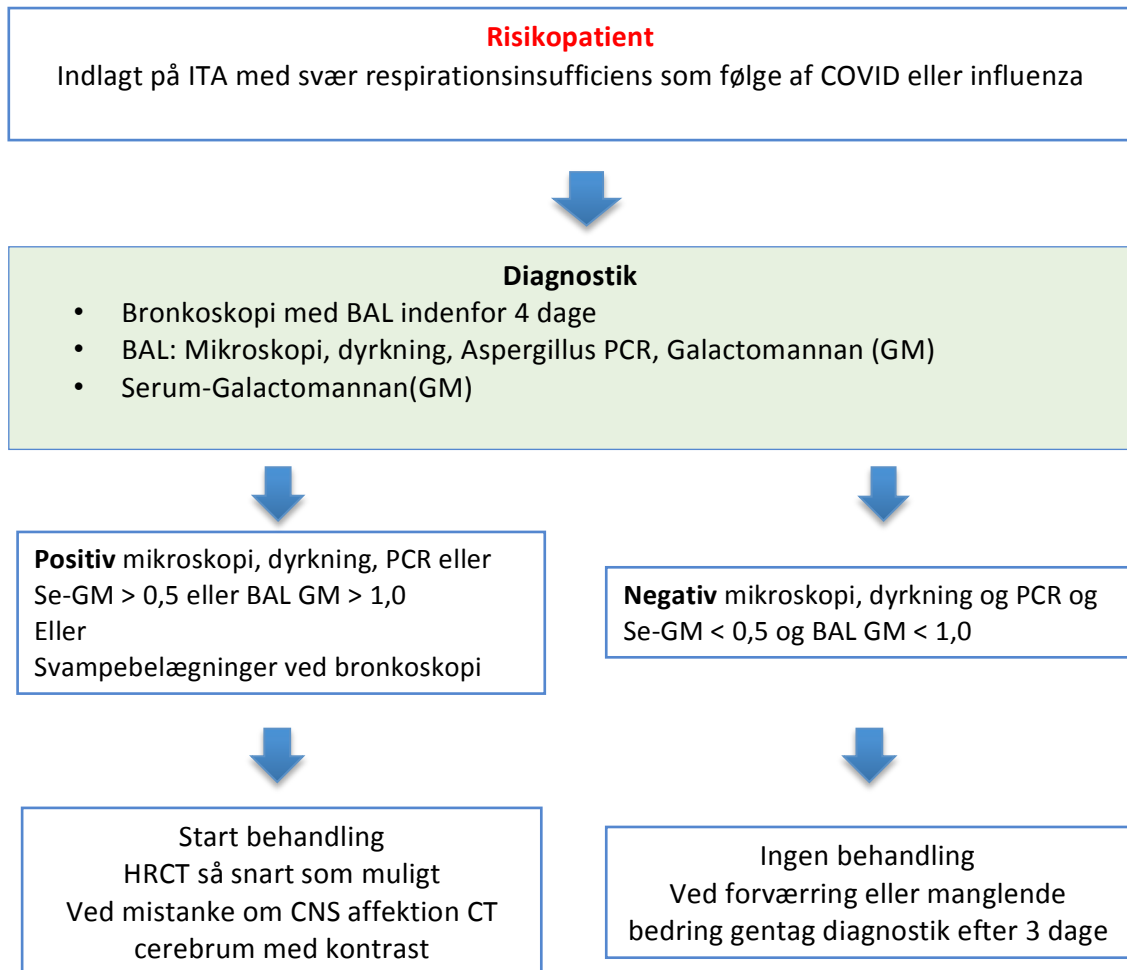 Risikopatient
Indlagt på ITA med svær respirationsinsufficiens som følge af COVID eller influenza
Diagnostik
• Bronkoskopi med BAL indenfor 4 dage
• BAL: Mikroskopi, dyrkning, Aspergillus PCR, Galactomannan (GM)
• Serum-Galactomannan(GM)
Positiv mikroskopi, dyrkning, PCR eller
Se-GM > 0,5 eller BAL GM > 1,0
Eller
Svampebelægninger ved bronkoskopi
Negativ mikroskopi, dyrkning og PCR og
Se-GM < 0,5 og BAL GM < 1,0
Start behandling
HRCT så snart som muligt
Ved mistanke om CNS affektion CT
cerebrum med kontrast
Ingen behandling
Ved forværring eller manglende
bedring gentag diagnostik efter 3 dage